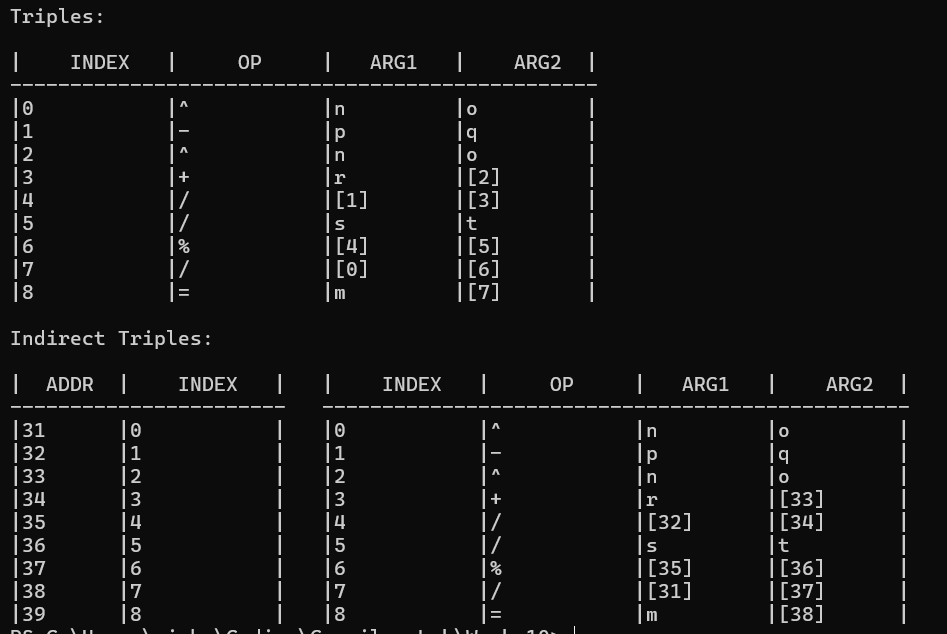 Triples:
| INDEX | OP | ARG1 | ARG2 |
---------------------------------------------------
|0 |^ |n |o |
|1 |- |p |q |
|2 |^ |n |o |
|3 |+ |r |[2] |
|4 |/ |[1] |[3] |
|5 |/ |s |t |
|6 |% |[4] |[5] |
|7 |/ |[0] |[6] |
|8 |= |m |[7] |
Indirect Triples:
| ADDR | INDEX | | INDEX | OP | ARG1 | ARG2 |
------------------------ ---------------------------------------------------
|31 |0 | |0 |^ |n |o |
|32 |1 | |1 |- |p |q |
|33 |2 | |2 |^ |n |o |
|34 |3 | |3 |+ |r |[33] |
|35 |4 | |4 |/ |[32] |[34] |
|36 |5 | |5 |/ |s |t |
|37 |6 | |6 |% |[35] |[36] |
|38 |7 | |7 |/ |[31] |[37] |
|39 |8 | |8 |= |m |[38] |